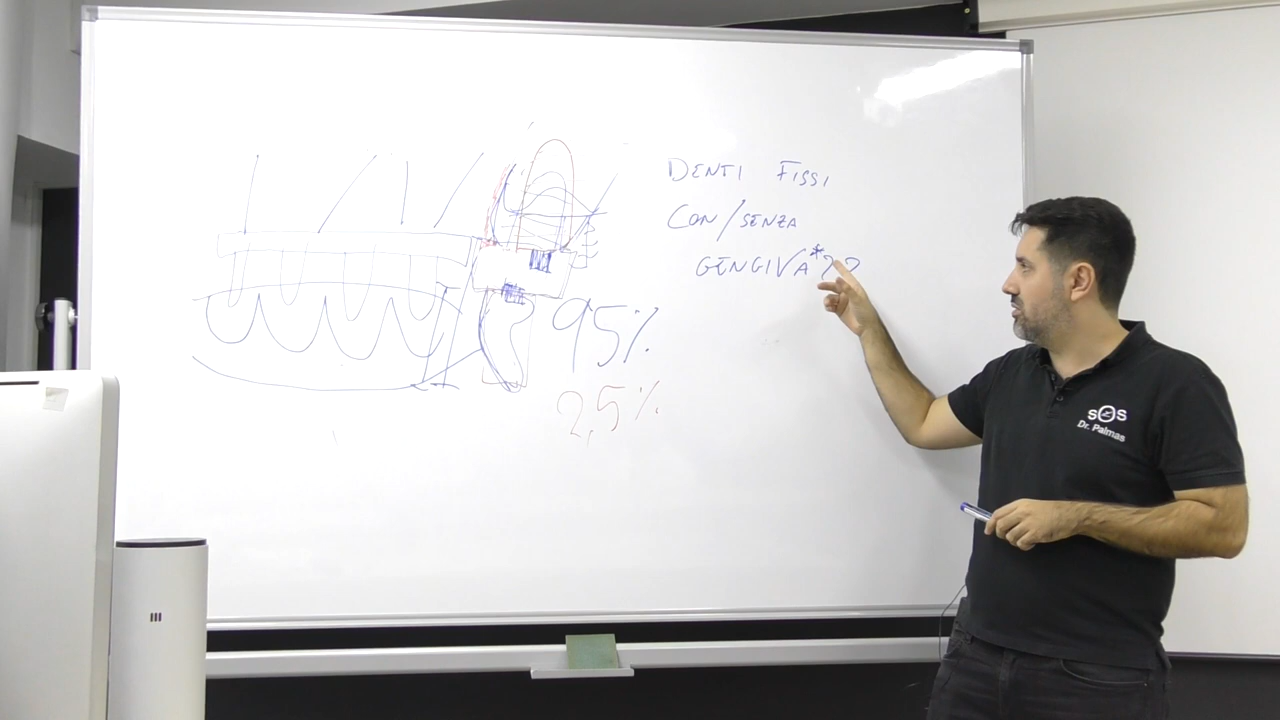 DENTI FISSI
CON/SENZA
GENGIVA*??
95%
2,5%
SOS
Dr. Palmas